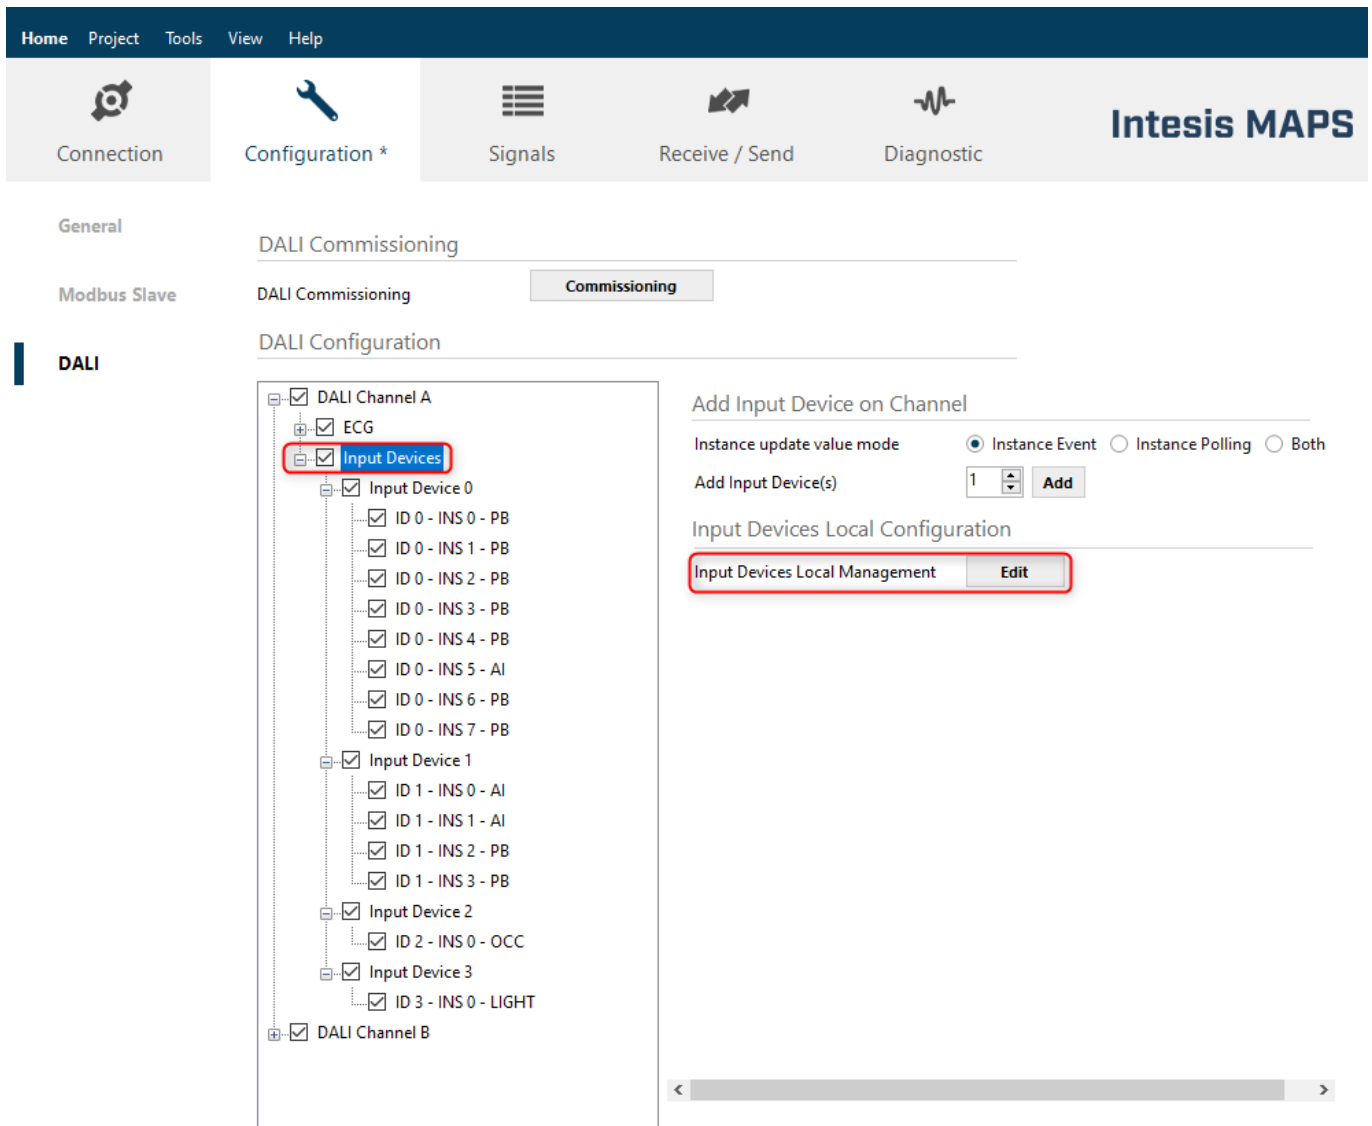 Home Project Tools View Help
Connection Configuration * Signals Receive / Send Diagnostic
Intesis MAPS
General
Modbus Slave
DALI
DALI Commissioning
DALI Commissioning Commissioning
DALI Configuration
DALI Channel A
ECG
Input Devices
Input Device 0
ID 0 - INS 0 - PB
ID 0 - INS 1 - PB
ID 0 - INS 2 - PB
ID 0 - INS 3 - PB
ID 0 - INS 4 - PB
ID 0 - INS 5 - AI
ID 0 - INS 6 - PB
ID 0 - INS 7 - PB
Input Device 1
ID 1 - INS 0 - AI
ID 1 - INS 1 - AI
ID 1 - INS 2 - PB
ID 1 - INS 3 - PB
Input Device 2
ID 2 - INS 0 - OCC
Input Device 3
ID 3 - INS 0 - LIGHT
DALI Channel B
Add Input Device on Channel
Instance update value mode Instance Event Instance Polling Both
Add Input Device(s) 1 Add
Input Devices Local Configuration
Input Devices Local Management Edit